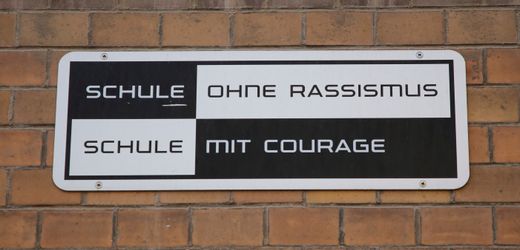 SCHULE OHNE RASSISMUS
SCHULE MIT COURAGE